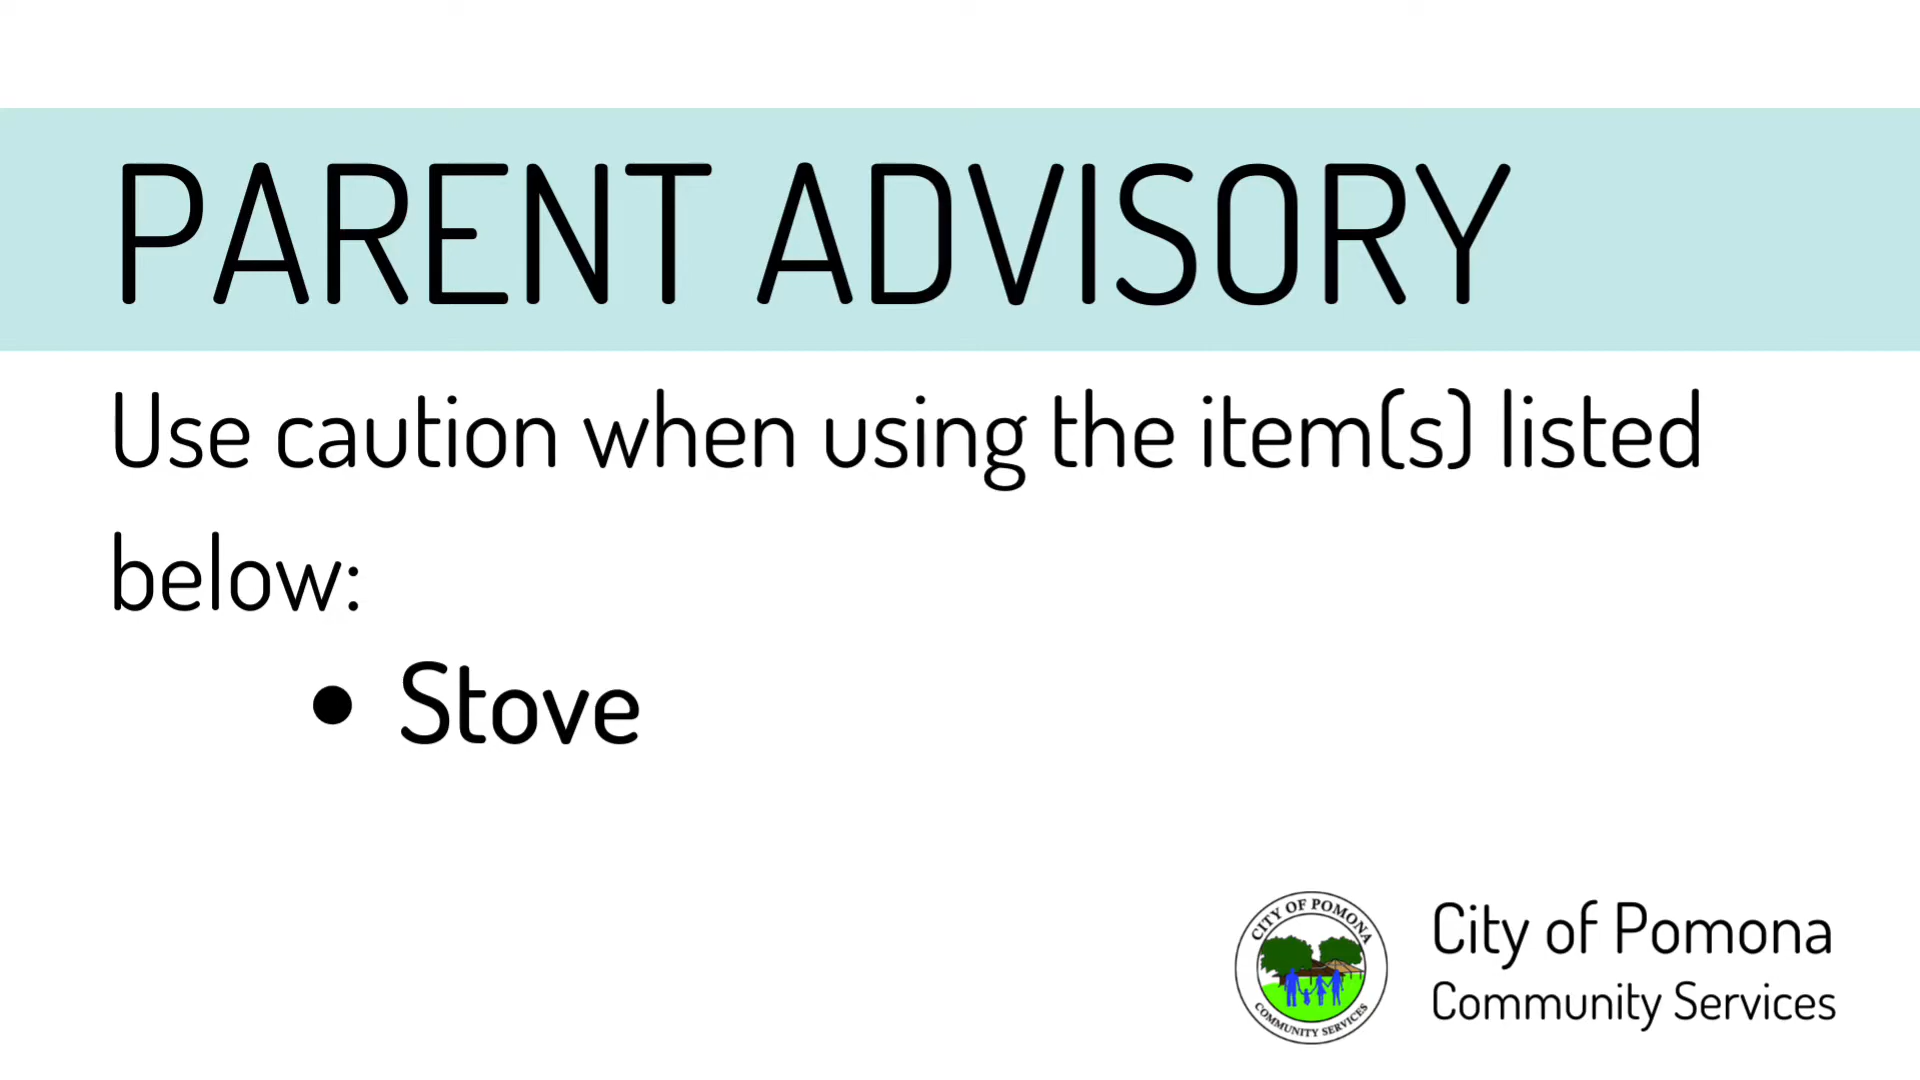 PARENT ADVISORY
Use caution when using the item(s) listed
below:
• Stove
CITY OF POMONA
COMMUNITY SERVICES
City of Pomona
Community Services